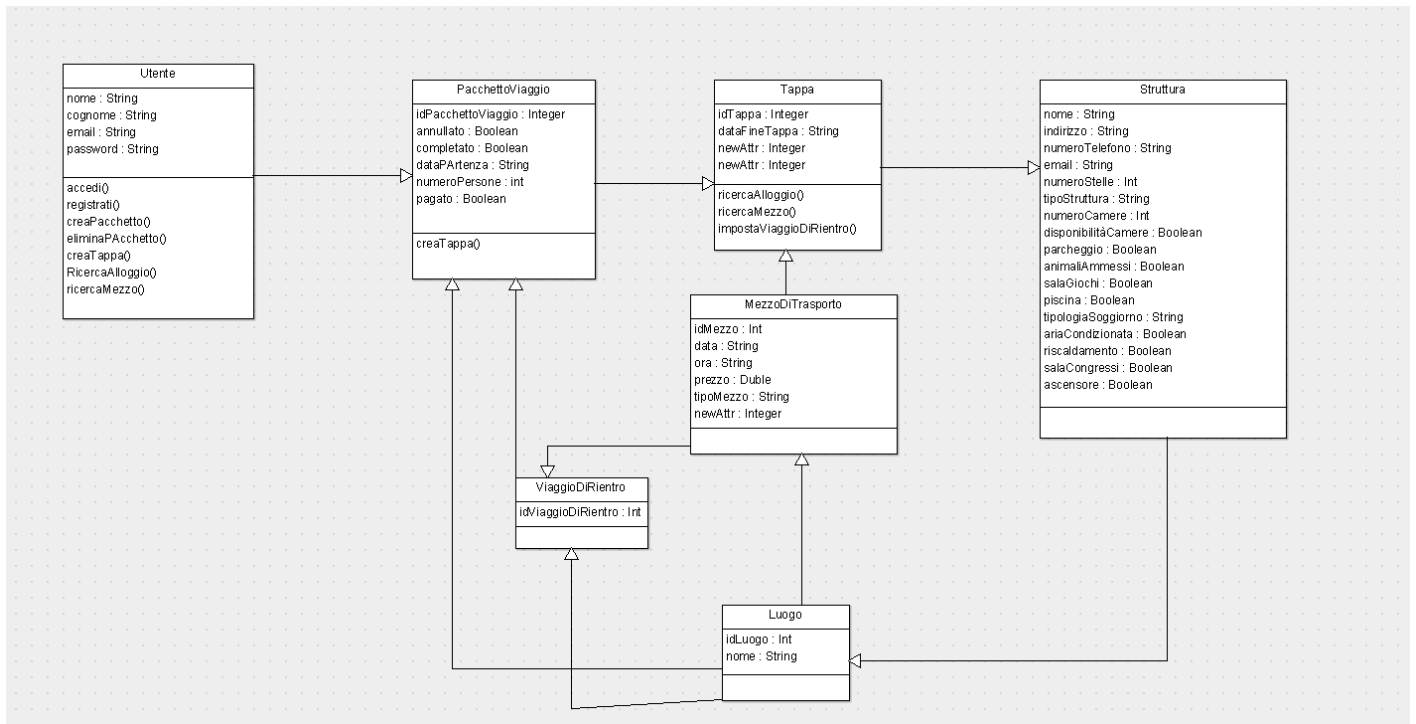 Utente
nome : String
cognome : String
email : String
password : String
accedi()
registrati()
creaPacchetto()
eliminaPAcchetto()
creaTappa()
RicercaAlloggio()
ricercaMezzo()
PacchettoViaggio
idPacchettoViaggio : Integer
annullato : Boolean
completato : Boolean
dataPArtenza : String
numeroPersone : int
pagato : Boolean
creaTappa()
Tappa
idTappa : Integer
dataFineTappa : String
newAttr : Integer
newAttr : Integer
ricercaAlloggio()
ricercaMezzo()
impostaViaggioDiRientro()
Struttura
nome : String
indirizzo : String
numeroTelefono : String
email : String
numeroStelle : Int
tipoStruttura : String
numeroCamere : Int
disponibilitàCamere : Boolean
parcheggio : Boolean
animaliAmmessi : Boolean
salaGiochi : Boolean
piscina : Boolean
tipologiaSoggiorno : String
ariaCondizionata : Boolean
riscaldamento : Boolean
salaCongressi : Boolean
ascensore : Boolean
MezzoDiTrasporto
idMezzo : Int
data : String
ora : String
prezzo : Duble
tipoMezzo : String
newAttr : Integer
ViaggioDiRientro
idViaggioDiRientro : Int
Luogo
idLuogo : Int
nome : String